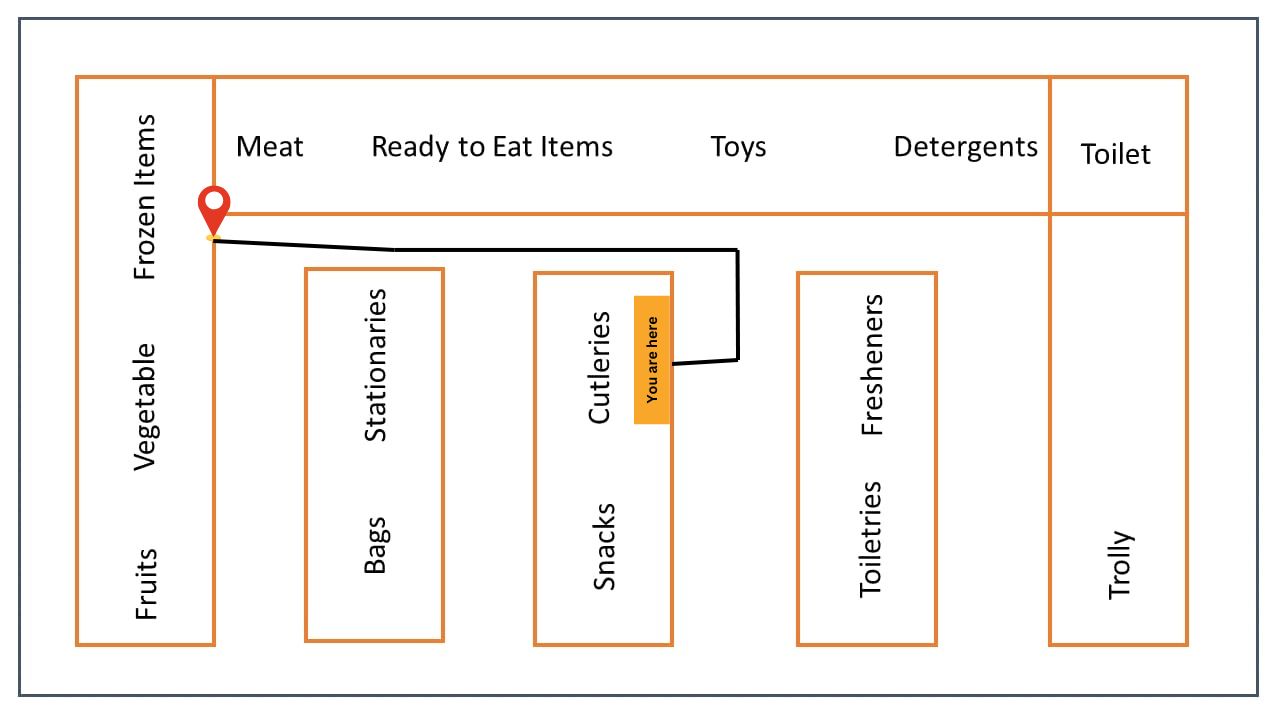 Meat
Ready to Eat Items
Toys
Detergents
Toilet
Frozen Items
Vegetable
Fruits
Stationaries
Bags
Cutleries
You are here
Snacks
Fresheners
Toiletries
Trolly